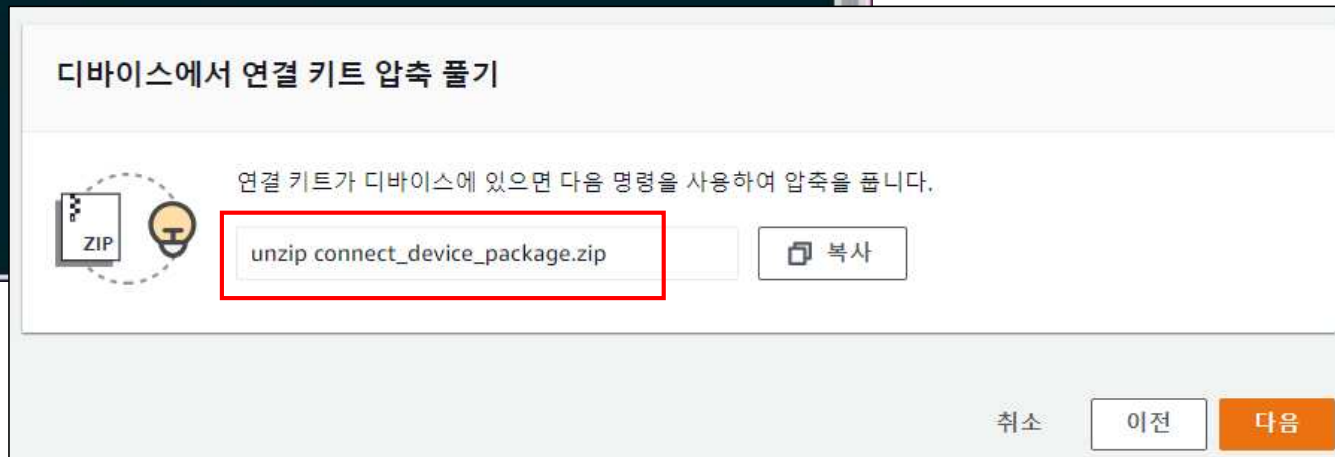 디바이스에서 연결 키트 압축 풀기
연결 키트가 디바이스에 있으면 다음 명령을 사용하여 압축을 풉니다.
ZIP
unzip connect_device_package.zip
복사
취소
이전
다음